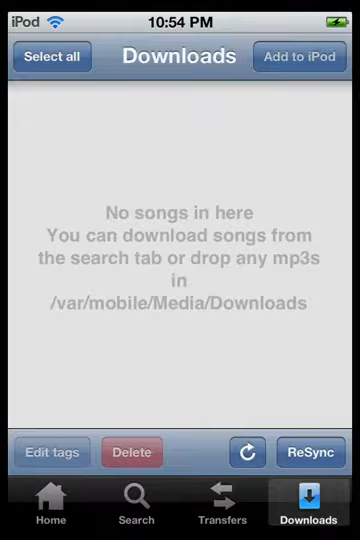 iPod 10:54 PM
Select all Downloads Add to iPod
No songs in here
You can download songs from
the search tab or drop any mp3s
in
/var/mobile/Media/Downloads
Edit tags Delete ReSync
Home Search Transfers Downloads